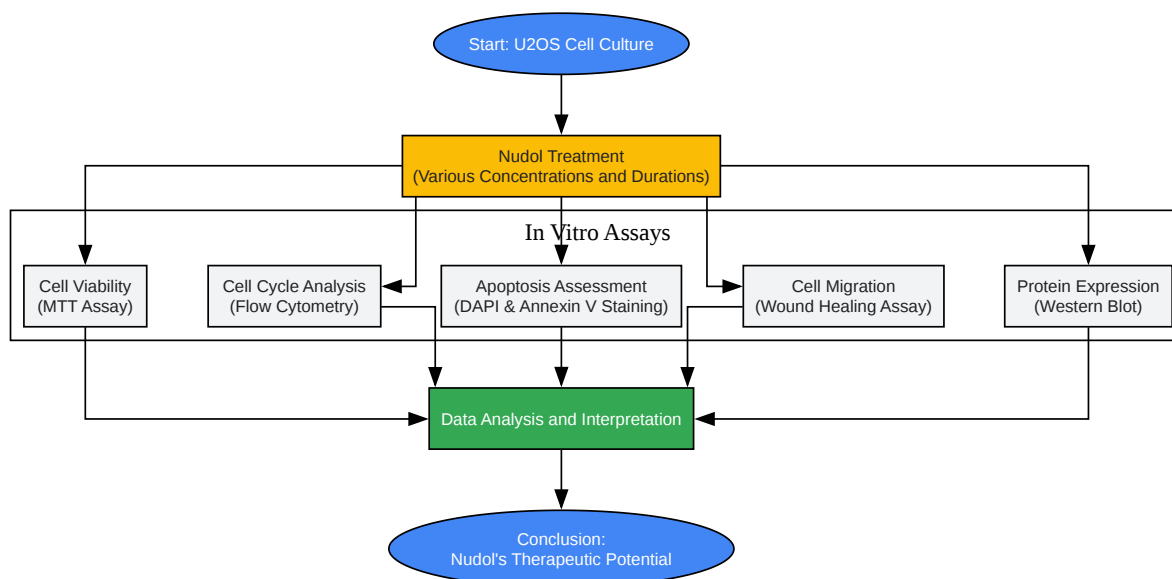 Start: U2OS Cell Culture
Nudol Treatment
(Various Concentrations and Durations)
In Vitro Assays
Cell Viability
(MTT Assay)
Cell Cycle Analysis
(Flow Cytometry)
Apoptosis Assessment
(DAPI & Annexin V Staining)
Cell Migration
(Wound Healing Assay)
Protein Expression
(Western Blot)
Data Analysis and Interpretation
Conclusion:
Nudol's Therapeutic Potential